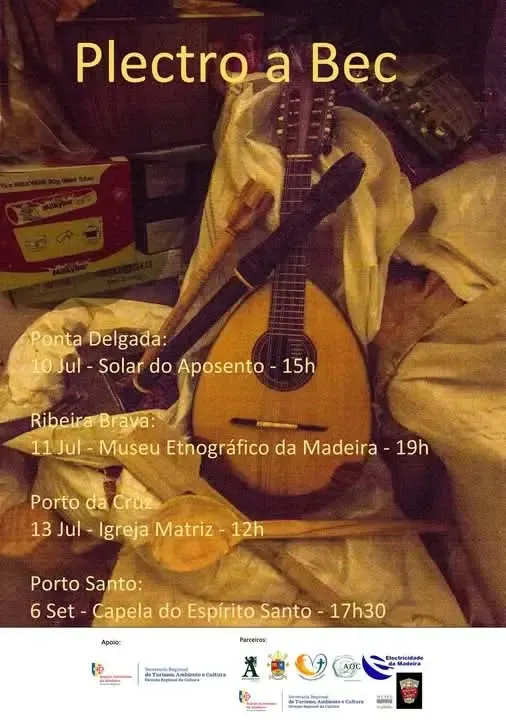 Plectro a Bec
Milkybar
Milkybar
Ponta Delgada:
10 Jul - Solar do Aposento - 15h
Ribeira Brava:
11 Jul - Museu Etnográfico da Madeira - 19h
Porto da Cruz
13 Jul - Igreja Matriz - 12h
Porto Santo:
6 Set - Capela do Espírito Santo - 17h30
Apoio:
Parceiros:
Secretaria Regional
de Turismo, Ambiente e Cultura
Direção Regional da Cultura
Electricidade
da Madeira
Secretaria Regional
de Turismo, Ambiente e Cultura
Direção Regional da Cultura